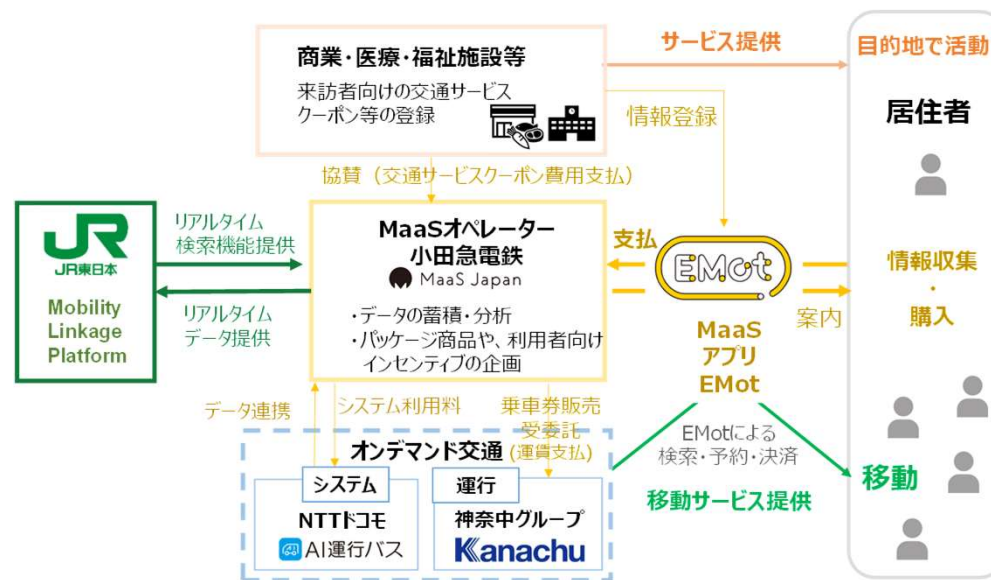 商業・医療・福祉施設等
来訪者向けの交通サービス
クーポン等の登録
サービス提供
目的地で活動
居住者
情報登録
協賛（交通サービスクーポン費用支払）
JR
JR東日本
Mobility
Linkage
Platform
リアルタイム
検索機能提供
リアルタイム
データ提供
MaaSオペレーター
小田急電鉄
MaaS Japan
・データの蓄積・分析
・パッケージ商品や、利用者向け
インセンティブの企画
支払
EMot
案内
MaaS
アプリ
EMot
情報収集
・
購入
データ連携
システム利用料
乗車券販売
受委託
(運賃支払)
オンデマンド交通
システム
NTTドコモ
AI運行バス
運行
神奈中グループ
Kanachu
EMotによる
検索・予約・決済
移動サービス提供
移動